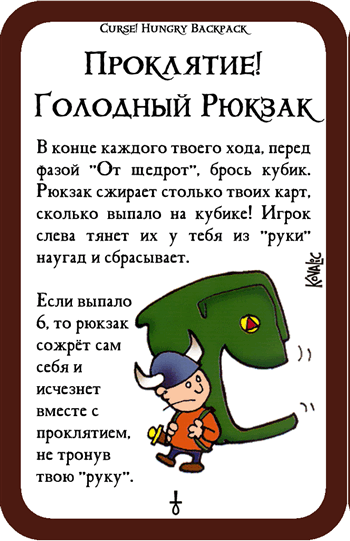 Curse! Hungry Backpack
Проклятие!
Голодный Рюкзак
В конце каждого твоего хода, перед
фазой "От щедрот", брось кубик.
Рюкзак сжирает столько твоих карт,
сколько выпало на кубике! Игрок
слева тянет их у тебя из "руки"
наугад и сбрасывает.
Kovalic
Если выпало
6, то рюкзак
сожрёт сам
себя и
исчезнет
вместе с
проклятием,
не тронув
твою "руку".